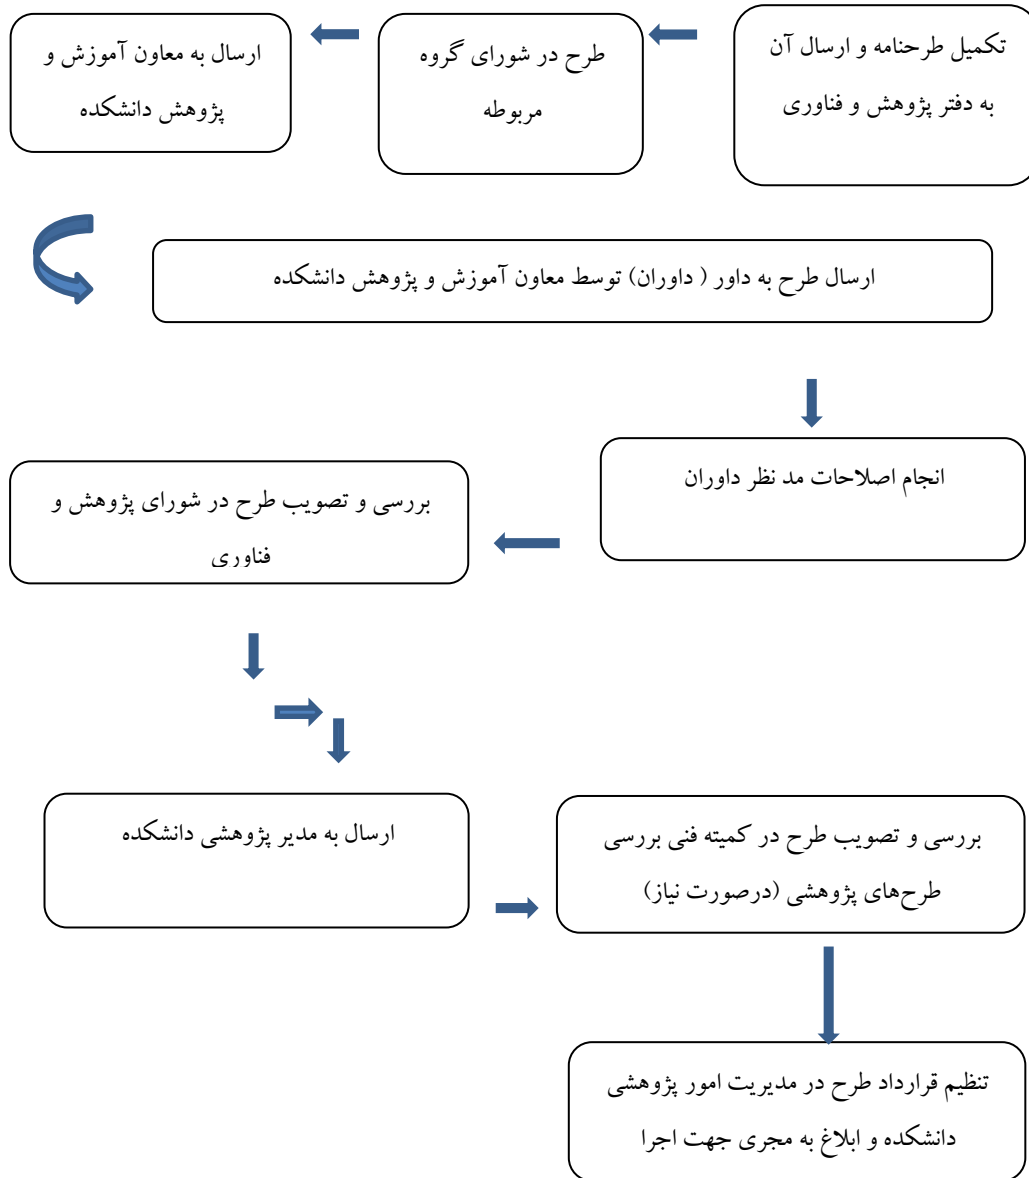 تکمیل طرحنامه و ارسال آن
به دفتر پژوهش و فناوری
طرح در شورای گروه
مربوطه
ارسال به معاون آموزش و
پژوهش دانشکده
ارسال طرح به داور ( داوران) توسط معاون آموزش و پژوهش دانشکده
انجام اصلاحات مد نظر داوران
بررسی و تصویب طرح در شورای پژوهش و
فناوری
ارسال به مدیر پژوهشی دانشکده
بررسی و تصویب طرح در کمیته فنی بررسی
طرح‌های پژوهشی (درصورت نیاز)
تنظیم قرارداد طرح در مدیریت امور پژوهشی
دانشکده و ابلاغ به مجری جهت اجرا